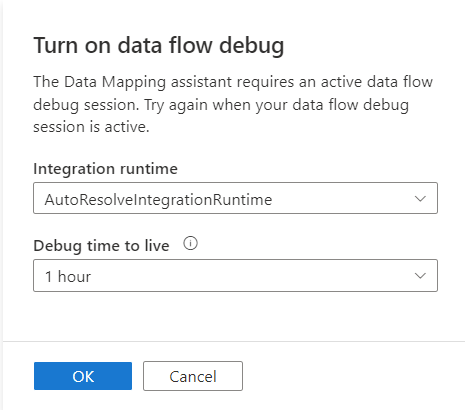 Turn on data flow debug
The Data Mapping assistant requires an active data flow
debug session. Try again when your data flow debug
session is active.
Integration runtime
AutoResolveIntegrationRuntime
Debug time to live
1 hour
OK Cancel